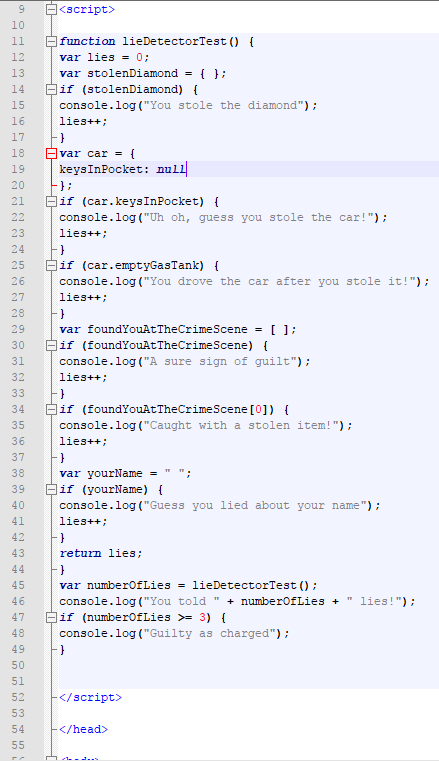 9 <script>
10
11 function lieDetectorTest() {
12 var lies = 0;
13 var stolenDiamond = { };
14 if (stolenDiamond) {
15 console.log("You stole the diamond");
16 lies++;
17 }
18 var car = {
19 keysInPocket: null
20 };
21 if (car.keysInPocket) {
22 console.log("Uh oh, guess you stole the car!");
23 lies++;
24 }
25 if (car.emptyGasTank) {
26 console.log("You drove the car after you stole it!");
27 lies++;
28 }
29 var foundYouAtTheCrimeScene = [ ];
30 if (foundYouAtTheCrimeScene) {
31 console.log("A sure sign of guilt");
32 lies++;
33 }
34 if (foundYouAtTheCrimeScene[0]) {
35 console.log("Caught with a stolen item!");
36 lies++;
37 }
38 var yourName = " ";
39 if (yourName) {
40 console.log("Guess you lied about your name");
41 lies++;
42 }
43 return lies;
44 }
45 var numberOfLies = lieDetectorTest();
46 console.log("You told " + numberOfLies + " lies!");
47 if (numberOfLies >= 3) {
48 console.log("Guilty as charged");
49 }
50
51
52 </script>
53
54 </head>
55